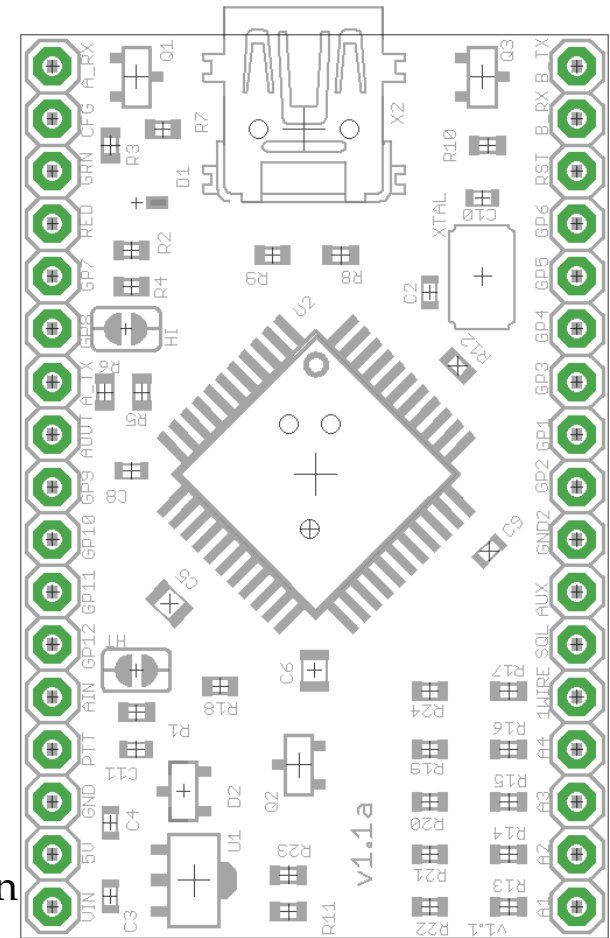 A_RX
CFG
GRN
RED
GP7
GP8
A_TX
AOUT
GP9
GP10
GP11
GP12
AIN
PTT
GND
5V
VIN
B_TX
B_RX
RST
GP6
GP5
GP4
GP3
GP1
GP2
GND2
AUX
SQL
1WIRE
A4
A3
A2
A1
Q1
Q3
X2
R7
R3
D1
R10
C10
XTAL
R2
R4
R9
R8
C2
U2
HI
R6
R5
R12
C8
C9
C5
HT
C6
R18
R1
C11
R24
R17
R19
R16
D2
Q2
C4
R20
R15
U1
R23
v1.1a
R21
R14
C3
R11
R22
v1.1
R13
n